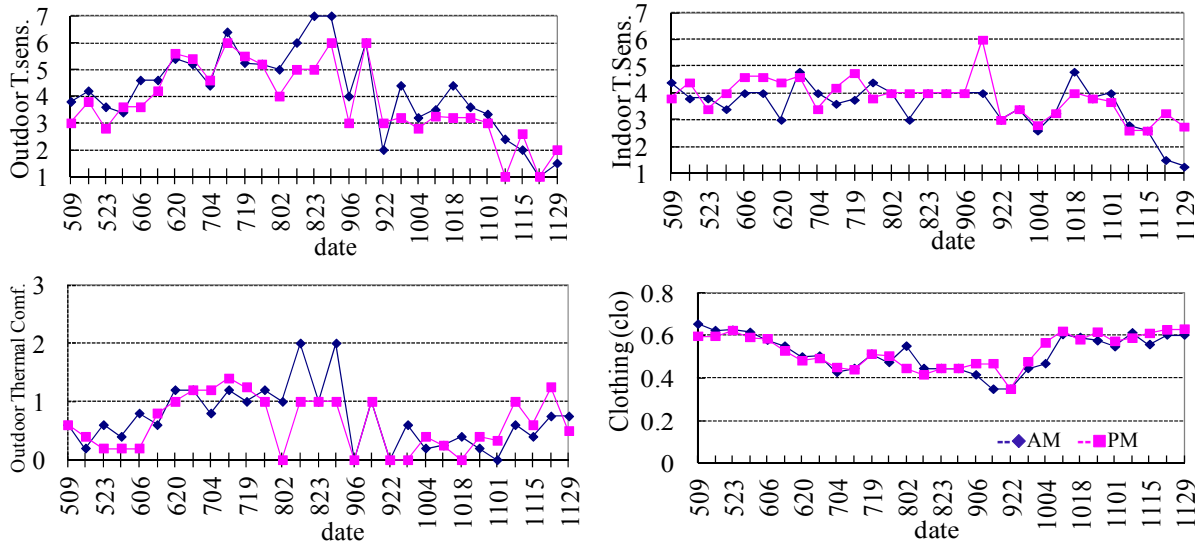 Outdoor T.sens.
7
6
5
4
3
2
1
509 523 606 620 704 719 802 823 906 922 1004 1018 1101 1115 1129
date
Indoor T.Sens.
7
6
5
4
3
2
1
509 523 606 620 704 719 802 823 906 922 1004 1018 1101 1115 1129
date
Outdoor Thermal Comf.
3
2
1
0
509 523 606 620 704 719 802 823 906 922 1004 1018 1101 1115 1129
date
Clothing (clo)
0.8
0.6
0.4
0.2
0
AM PM
509 523 606 620 704 719 802 823 906 922 1004 1018 1101 1115 1129
date